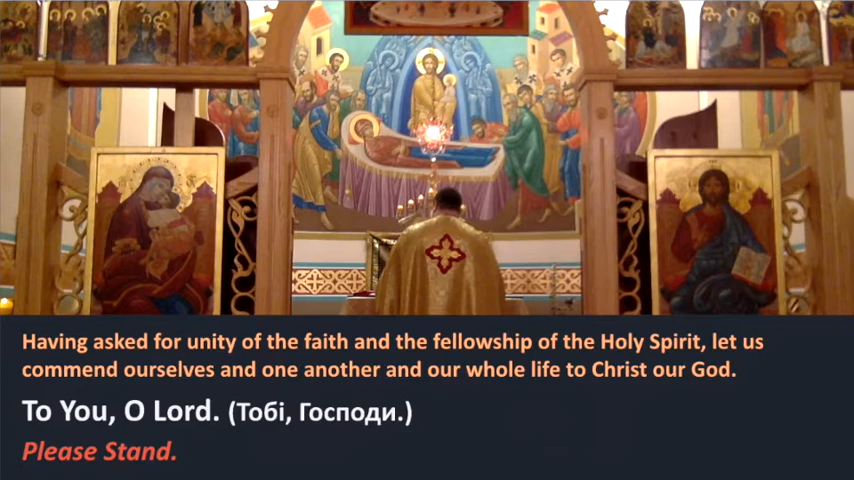 Having asked for unity of the faith and the fellowship of the Holy Spirit, let us
commend ourselves and one another and our whole life to Christ our God.
To You, O Lord. (Тобі, Господи.)
Please Stand.